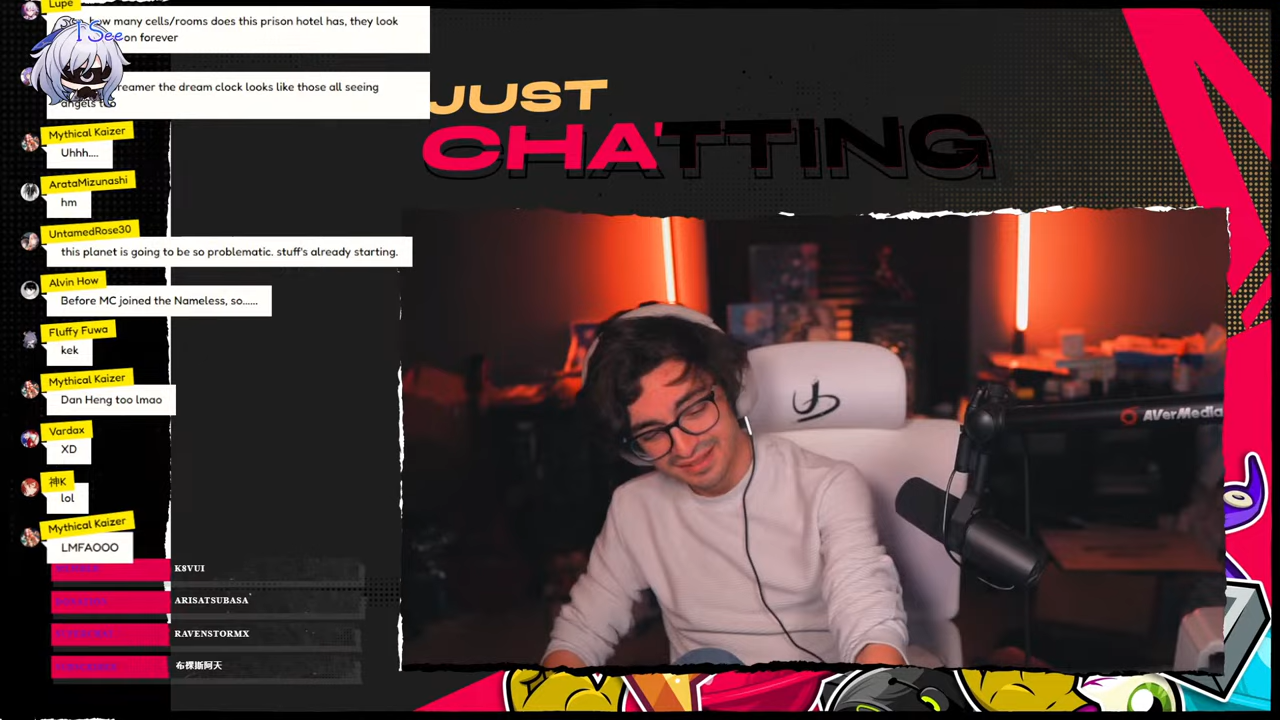 Lupe
how many cells/rooms does this prison hotel has, they look
on forever
I See
reamer the dream clock looks like those all seeing
angels
Mythical Kaizer
Uhhh....
ArataMizunashi
hm
UntamedRose30
this planet is going to be so problematic. stuff's already starting.
Alvin How
Before MC joined the Nameless, so......
Fluffy Fuwa
kek
Mythical Kaizer
Dan Heng too lmao
Vardax
XD
神K
lol
Mythical Kaizer
LMFAOOO
K8VUI
ARISATSUBASA
RAVENSTORMX
布裸斯阿天
JUST
CHATTING
AVerMedia